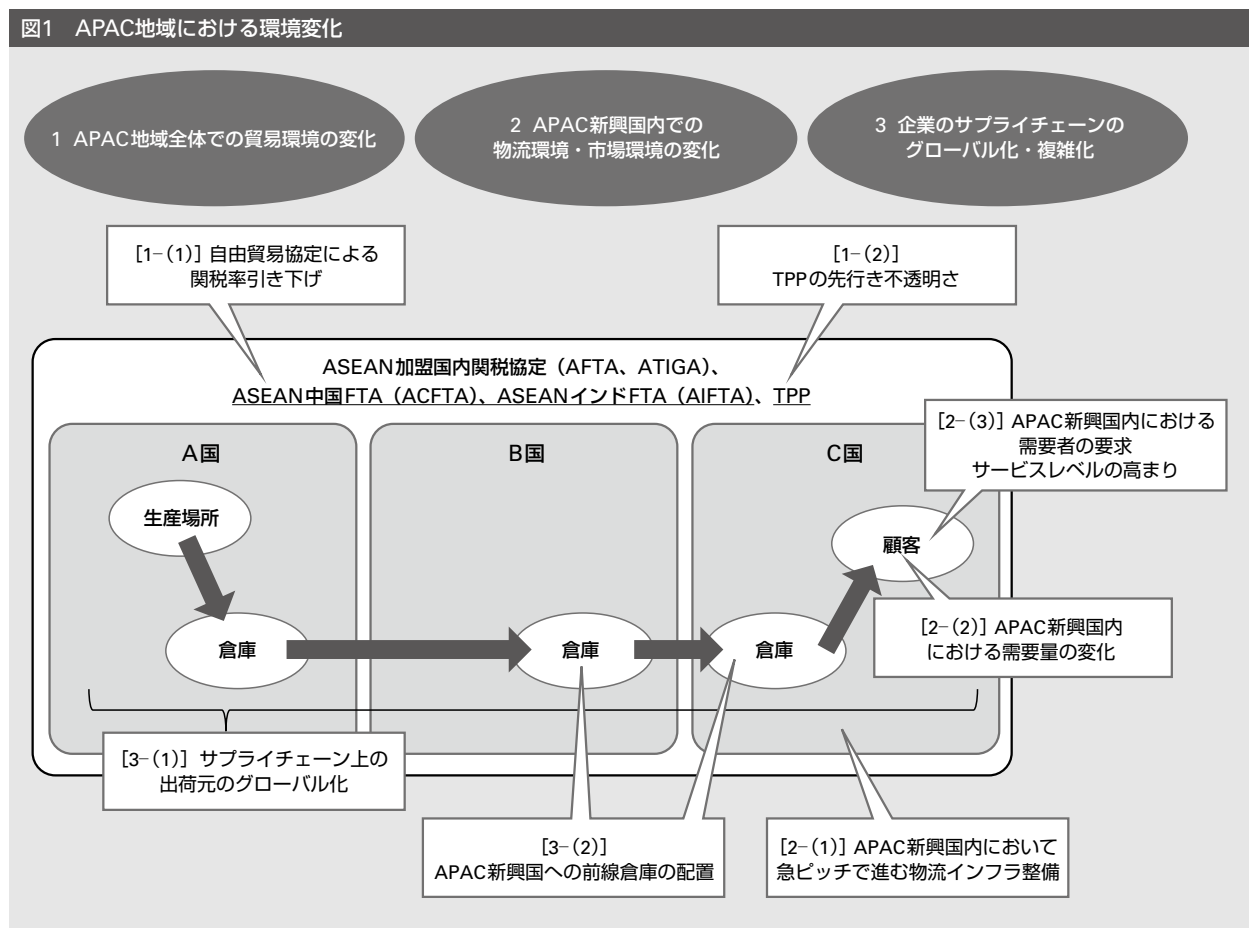 図1 APAC地域における環境変化
1 APAC地域全体での貿易環境の変化
2 APAC新興国内での
物流環境・市場環境の変化
3 企業のサプライチェーンの
グローバル化・複雑化
[1-(1)] 自由貿易協定による
関税率引き下げ
[1-(2)]
TPPの先行き不透明さ
ASEAN加盟国内関税協定（AFTA、ATIGA）、
ASEAN中国FTA（ACFTA）、ASEANインドFTA（AIFTA）、TPP
A国
B国
C国
[2-(3)] APAC新興国内における
需要者の要求
サービスレベルの高まり
生産場所
顧客
倉庫
倉庫
倉庫
[2-(2)] APAC新興国内
における需要量の変化
[3-(1)] サプライチェーン上の
出荷元のグローバル化
[3-(2)]
APAC新興国への前線倉庫の配置
[2-(1)] APAC新興国内において
急ピッチで進む物流インフラ整備